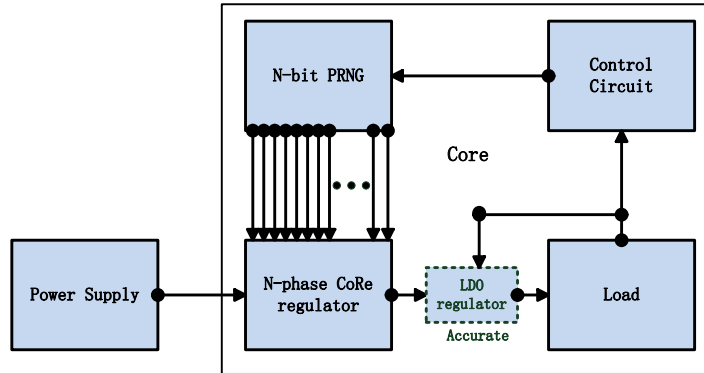 N-bit PRNG
Control
Circuit
Core
Power Supply
N-phase CoRe
regulator
LDO
regulator
Accurate
Load